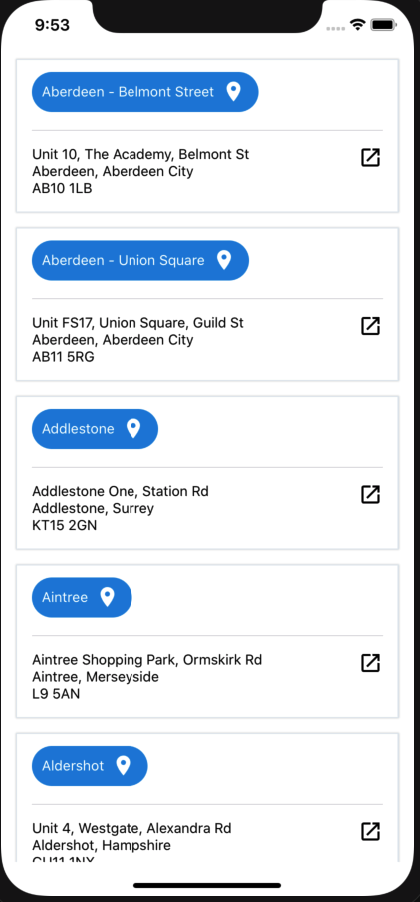 9:53
Aberdeen - Belmont Street
Unit 10, The Academy, Belmont St
Aberdeen, Aberdeen City
AB10 1LB
Aberdeen - Union Square
Unit FS17, Union Square, Guild St
Aberdeen, Aberdeen City
AB11 5RG
Addlestone
Addlestone One, Station Rd
Addlestone, Surrey
KT15 2GN
Aintree
Aintree Shopping Park, Ormskirk Rd
Aintree, Merseyside
L9 5AN
Aldershot
Unit 4, Westgate, Alexandra Rd
Aldershot, Hampshire
GU11 1NX